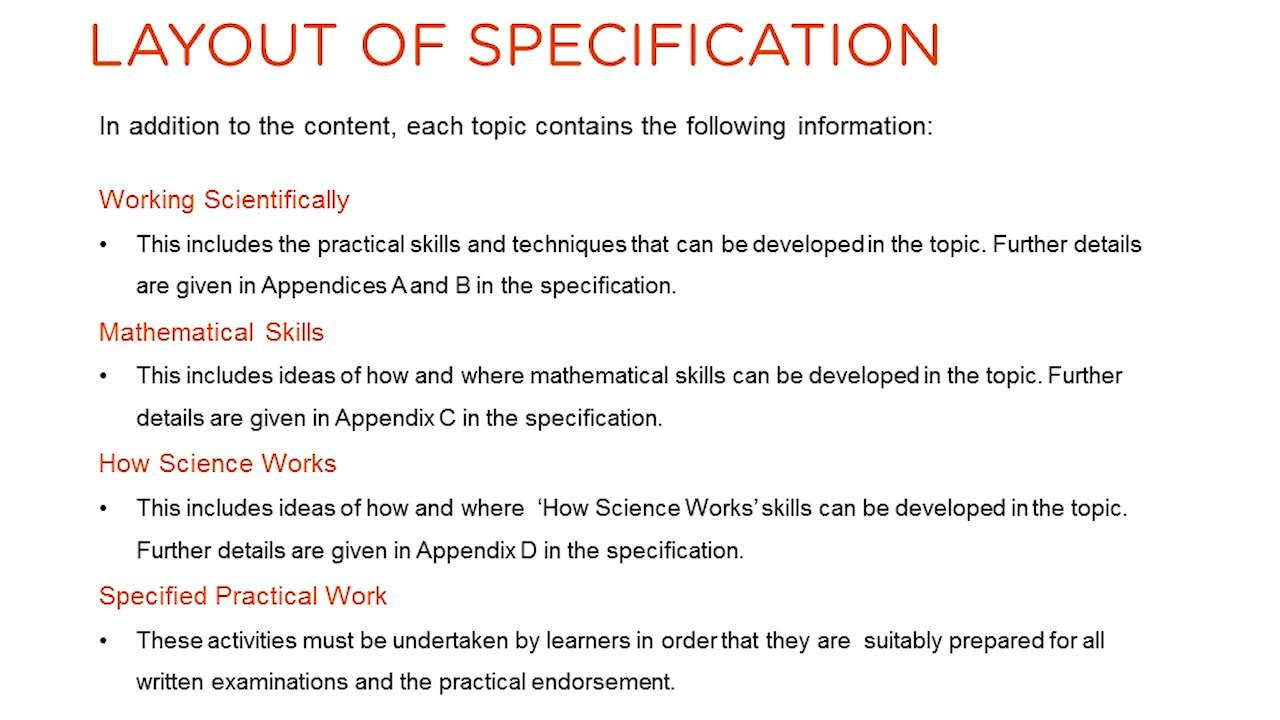 LAYOUT OF SPECIFICATION
In addition to the content, each topic contains the following information:
Working Scientifically
• This includes the practical skills and techniques that can be developed in the topic. Further details
are given in Appendices A and B in the specification.
Mathematical Skills
• This includes ideas of how and where mathematical skills can be developed in the topic. Further
details are given in Appendix C in the specification.
How Science Works
• This includes ideas of how and where ‘How Science Works’ skills can be developed in the topic.
Further details are given in Appendix D in the specification.
Specified Practical Work
• These activities must be undertaken by learners in order that they are suitably prepared for all
written examinations and the practical endorsement.